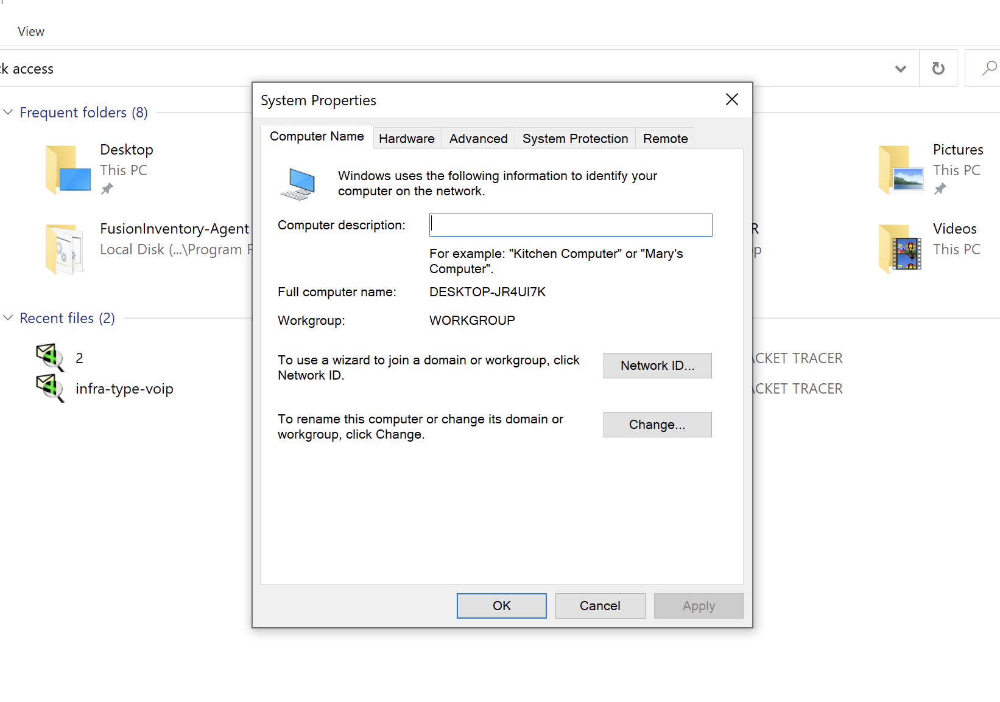 View
ck access
System Properties
Frequent folders (8)
Computer Name
Hardware
Advanced
System Protection
Remote
Desktop
This PC
Pictures
This PC
Windows uses the following information to identify your
computer on the network.
Computer description:
FusionInventory-Agent
Local Disk (...\Program F
R
p
Videos
This PC
For example: "Kitchen Computer" or "Mary's
Computer".
Full computer name:
DESKTOP-JR4UI7K
Workgroup:
WORKGROUP
Recent files (2)
2
ACKET TRACER
infra-type-voip
ACKET TRACER
To use a wizard to join a domain or workgroup, click
Network ID.
Network ID...
To rename this computer or change its domain or
workgroup, click Change.
Change...
OK
Cancel
Apply